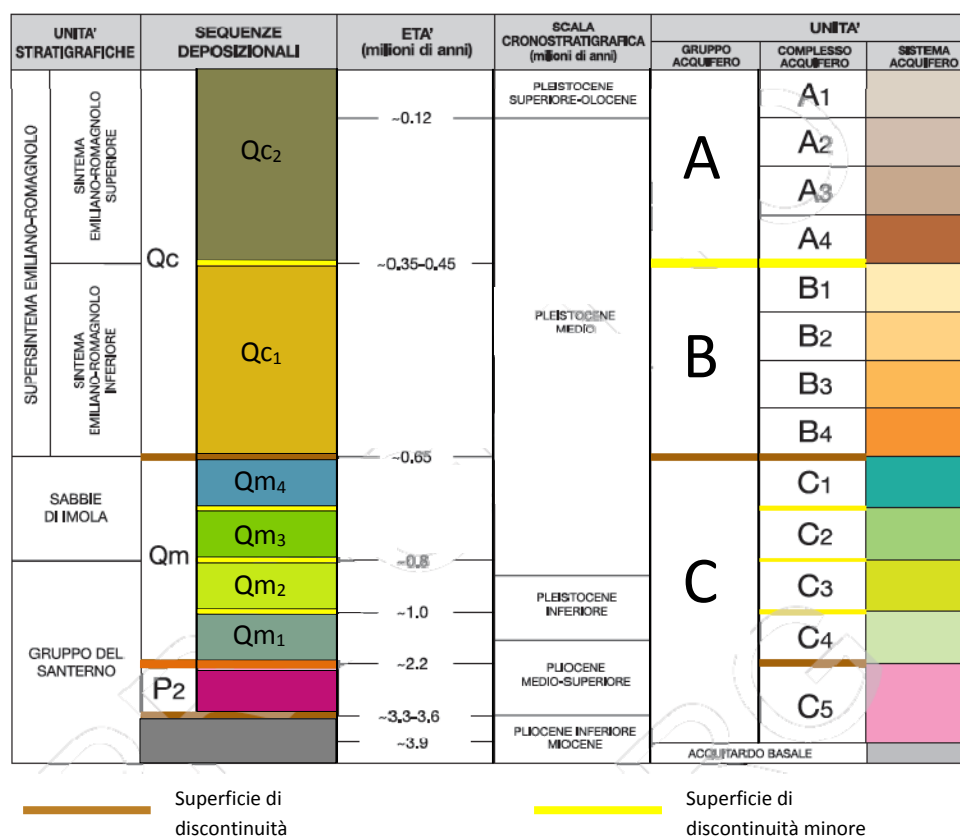 UNITA'
STRATIGRAFICHE
SEQUENZE
DEPOSIZIONALI
ETA'
(milioni di anni)
SCALA
CRONOSTRATIGRAFICA
(milioni di anni)
UNITA'
GRUPPO
ACQUIFERO
COMPLESSO
ACQUIFERO
SISTEMA
ACQUIFERO
SUPERSINTEMA EMILIANO-ROMAGNOLO
SINTEMA
EMILIANO-ROMAGNOLO
SUPERIORE
SINTEMA
EMILIANO-ROMAGNOLO
INFERIORE
SABBIE
DI IMOLA
GRUPPO DEL
SANTERNO
Qc
Qc2
Qc1
Qm
Qm4
Qm3
Qm2
Qm1
P2
~0.12
~0.35-0.45
~0.65
~0.8
~1.0
~2.2
~3.3-3.6
~3.9
PLEISTOCENE
SUPERIORE-OLOCENE
PLEISTOCENE
MEDIO
PLEISTOCENE
INFERIORE
PLIOCENE
MEDIO-SUPERIORE
PLIOCENE INFERIORE
MIOCENE
A
A1
A2
A3
A4
B
B1
B2
B3
B4
C
C1
C2
C3
C4
C5
ACQUITARDO BASALE
Superficie di
discontinuità
Superficie di
discontinuità minore